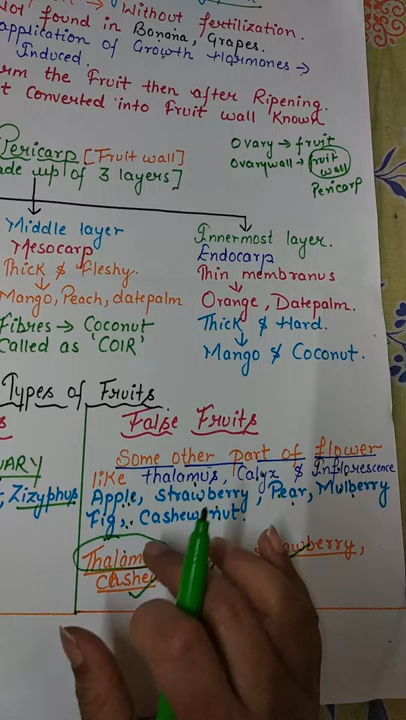 Not found in Banana, Grapes.
Without fertilization.
application of Growth Hormones →
Induced.
the Fruit then after Ripening.
Converted into Fruit wall Known
Pericarp [Fruit wall]
up of 3 layers]
Ovary → fruit
Ovarywall → fruit wall
Pericarp
Middle layer
Mesocarp
Thick & Fleshy.
Mango, Peach, datepalm
Fibres → Coconut
Called as 'COIR'
Innermost layer.
Endocarp
Thin membranus
Orange, Datepalm.
Thick & Hard.
Mango & Coconut.
Types of Fruits
Zizyphus
False Fruits
Some other part of flower
like thalamus, Calyx & Inflorescence
Apple, strawberry, Pear, Mulberry
Fig, Cashewnut.